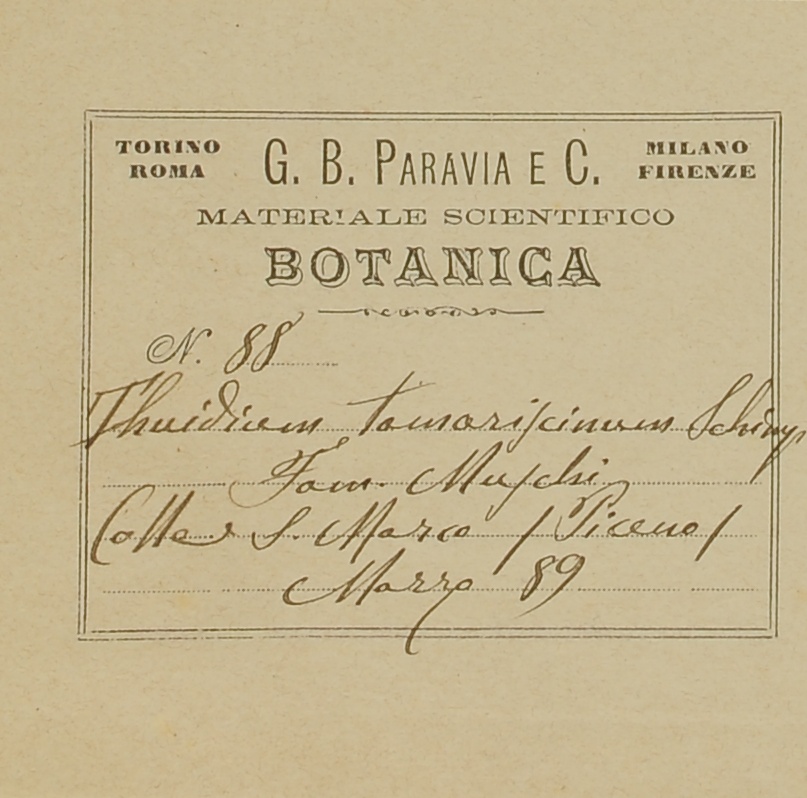 TORINO ROMA G. B. PARAVIA E C. MILANO FIRENZE
MATERIALE SCIENTIFICO
BOTANICA
N. 88
Thuidium tamariscinum Schimp
Fam. Muschi
Colle S. Marco (Piceno)
Marzo 89